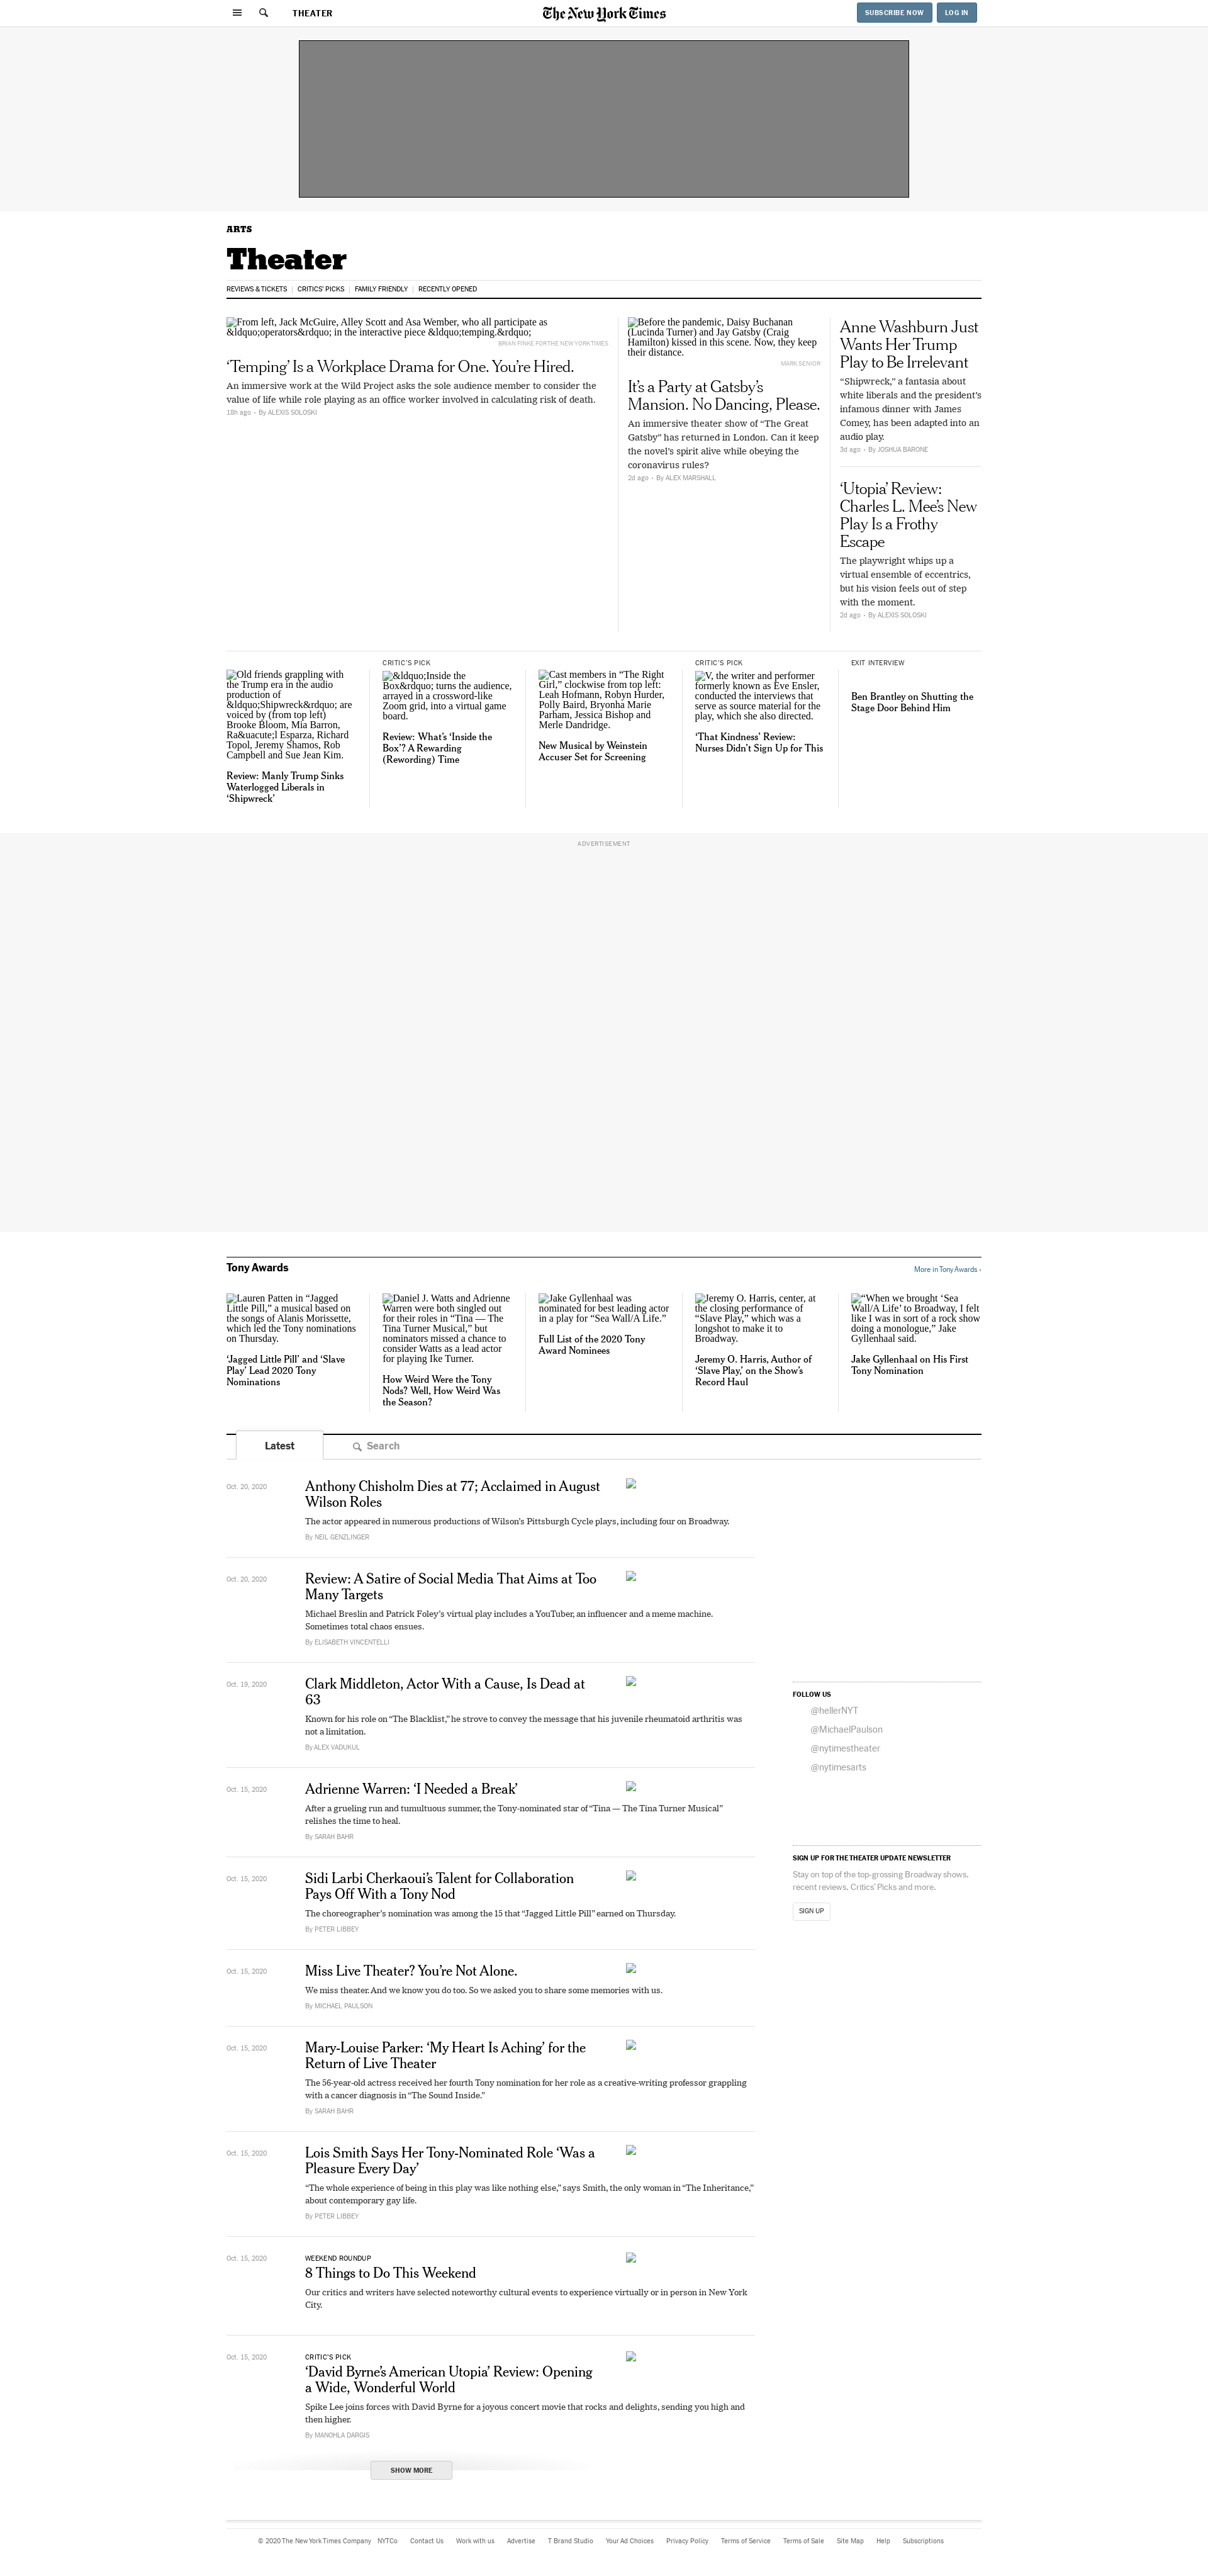 THEATER
The New York Times
SUBSCRIBE NOW
LOG IN
ARTS
Theater
REVIEWS & TICKETS
CRITICS' PICKS
FAMILY FRIENDLY
RECENTLY OPENED
From left, Jack McGuire, Alley Scott and Asa Wember, who all participate as
&ldquo;operators&rdquo; in the interactive piece &ldquo;temping.&rdquo;
BRIAN FINKE FOR THE NEW YORK TIMES
‘Temping’ Is a Workplace Drama for One. You’re Hired.
An immersive work at the Wild Project asks the sole audience member to consider the
value of life while role playing as an office worker involved in calculating risk of death.
18h ago • By ALEXIS SOLOSKI
Before the pandemic, Daisy Buchanan
(Lucinda Turner) and Jay Gatsby (Craig
Hamilton) kissed in this scene. Now, they keep
their distance.
MARK SENIOR
It’s a Party at Gatsby’s
Mansion. No Dancing, Please.
An immersive theater of “The Great
Gatsby” has returned in London. Can it keep
the novel’s spirit alive while obeying the
coronavirus rules?
2d ago • By ALEX MARSHALL
Anne Washburn Just
Wants Her Trump
Play to Be Irrelevant
“Shipwreck,” a fantasia about
white liberals and the president’s
infamous dinner with James
Comey, has been adapted into an
audio play.
3d ago • By JOSHUA BARONE
‘Utopia’ Review:
Charles L. Mee’s New
Play Is a Frothy
Escape
The playwright whips up a
virtual ensemble of eccentrics,
but his vision feels out of step
with the moment.
2d ago • By ALEXIS SOLOSKI
Old friends grappling with
the Trump era in the audio
production of
&ldquo;Shipwreck&rdquo; are
voiced by (from top left)
Brooke Bloom, Mia Barron,
Ra&uacute;l Esparza, Richard
Topol, Jeremy Shamos, Rob
Campbell and Sue Jean Kim.
Review: Manly Trump Sinks
Waterlogged Liberals in
‘Shipwreck’
CRITIC’S PICK
&ldquo;Inside the
Box&rdquo; turns the audience,
arrayed in a crossword-like
Zoom grid, into a virtual game
board.
Review: What’s ‘Inside the
Box’? A Rewarding
(Rewording) Time
Cast members in “The Right
Girl,” clockwise from top left:
Leah Hofmann, Robyn Hurder,
Polly Baird, Bryonha Marie
Parham, Jessica Bishop and
Merle Dandridge.
New Musical by Weinstein
Accuser Set for Screening
CRITIC’S PICK
V, the writer and performer
formerly known as Eve Ensler,
conducted the interviews that
serve as source material for the
play, which she also directed.
‘That Kindness’ Review:
Nurses Didn’t Sign Up for This
EXIT INTERVIEW
Ben Brantley on Shutting the
Stage Door Behind Him
ADVERTISEMENT
Tony Awards
More in Tony Awards ›
Lauren Patten in “Jagged
Little Pill,” a musical based on
the songs of Alanis Morissette,
which led the Tony nominations
on Thursday.
‘Jagged Little Pill’ and ‘Slave
Play’ Lead 2020 Tony
Nominations
Daniel J. Watts and Adrienne
Warren were both singled out
for their roles in “Tina — The
Tina Turner Musical,” but
nominators missed a chance to
consider Watts as a lead actor
for playing Ike Turner.
How Weird Were the Tony
Nods? Well, How Weird Was
the Season?
Jake Gyllenhaal was
nominated for best leading actor
in a play for “Sea Wall/A Life.”
Full List of the 2020 Tony
Award Nominees
Jeremy O. Harris, center, at
the closing performance of
“Slave Play,” which was a
longshot to make it to
Broadway.
Jeremy O. Harris, Author of
‘Slave Play,’ on the Show’s
Record Haul
“When we brought ‘Sea
Wall/A Life’ to Broadway, I felt
like I was in sort of a rock show
doing a monologue,” Jake
Gyllenhaal said.
Jake Gyllenhaal on His First
Tony Nomination
Latest
Search
Oct. 20, 2020
Anthony Chisholm Dies at 77; Acclaimed in August
Wilson Roles
The actor appeared in numerous productions of Wilson’s Pittsburgh Cycle plays, including four on Broadway.
By NEIL GENZLINGER
Oct. 20, 2020
Review: A Satire of Social Media That Aims at Too
Many Targets
Michael Breslin and Patrick Foley’s virtual play includes a YouTuber, an influencer and a meme machine.
Sometimes total chaos ensues.
By ELISABETH VINCENTELLI
Oct. 19, 2020
Clark Middleton, Actor With a Cause, Is Dead at
63
Known for his role on “The Blacklist,” he strove to convey the message that his juvenile rheumatoid arthritis was
not a limitation.
By ALEX VADUKUL
Oct. 15, 2020
Adrienne Warren: ‘I Needed a Break’
After a grueling run and tumultuous summer, the Tony-nominated star of “Tina — The Tina Turner Musical”
relishes the time to heal.
By SARAH BAHR
Oct. 15, 2020
Sidi Larbi Cherkaoui’s Talent for Collaboration
Pays Off With a Tony Nod
The choreographer’s nomination was among the 15 that “Jagged Little Pill” earned on Thursday.
By PETER LIBBEY
Oct. 15, 2020
Miss Live Theater? You’re Not Alone.
We miss theater. And we know you do too. So we asked you to share some memories with us.
By MICHAEL PAULSON
Oct. 15, 2020
Mary-Louise Parker: ‘My Heart Is Aching’ for the
Return of Live Theater
The 56-year-old actress received her fourth Tony nomination for her role as a creative-writing professor grappling
with a cancer diagnosis in “The Sound Inside.”
By SARAH BAHR
Oct. 15, 2020
Lois Smith Says Her Tony-Nominated Role ‘Was a
Pleasure Every Day’
“The whole experience of being in this play was like nothing else,” says Smith, the only woman in “The Inheritance,”
about contemporary gay life.
By PETER LIBBEY
Oct. 15, 2020
WEEKEND ROUNDUP
8 Things to Do This Weekend
Our critics and writers have selected noteworthy cultural events to experience virtually or in person in New York
City.
Oct. 15, 2020
CRITIC’S PICK
‘David Byrne’s American Utopia’ Review: Opening
a Wide, Wonderful World
Spike Lee joins forces with David Byrne for a joyous concert movie that rocks and delights, sending you high and
then higher.
By MANOHLA DARGIS
SHOW MORE
FOLLOW US
@hellerNYT
@MichaelPaulson
@nytimestheater
@nytimesarts
SIGN UP FOR THE THEATER UPDATE NEWSLETTER
Stay on top of the top-grossing Broadway shows,
recent reviews, Critics’ Picks and more.
SIGN UP
© 2020 The New York Times Company
NYTCo
Contact Us
Work with us
Advertise
T Brand Studio
Your Ad Choices
Privacy Policy
Terms of Service
Terms of Sale
Site Map
Help
Subscriptions